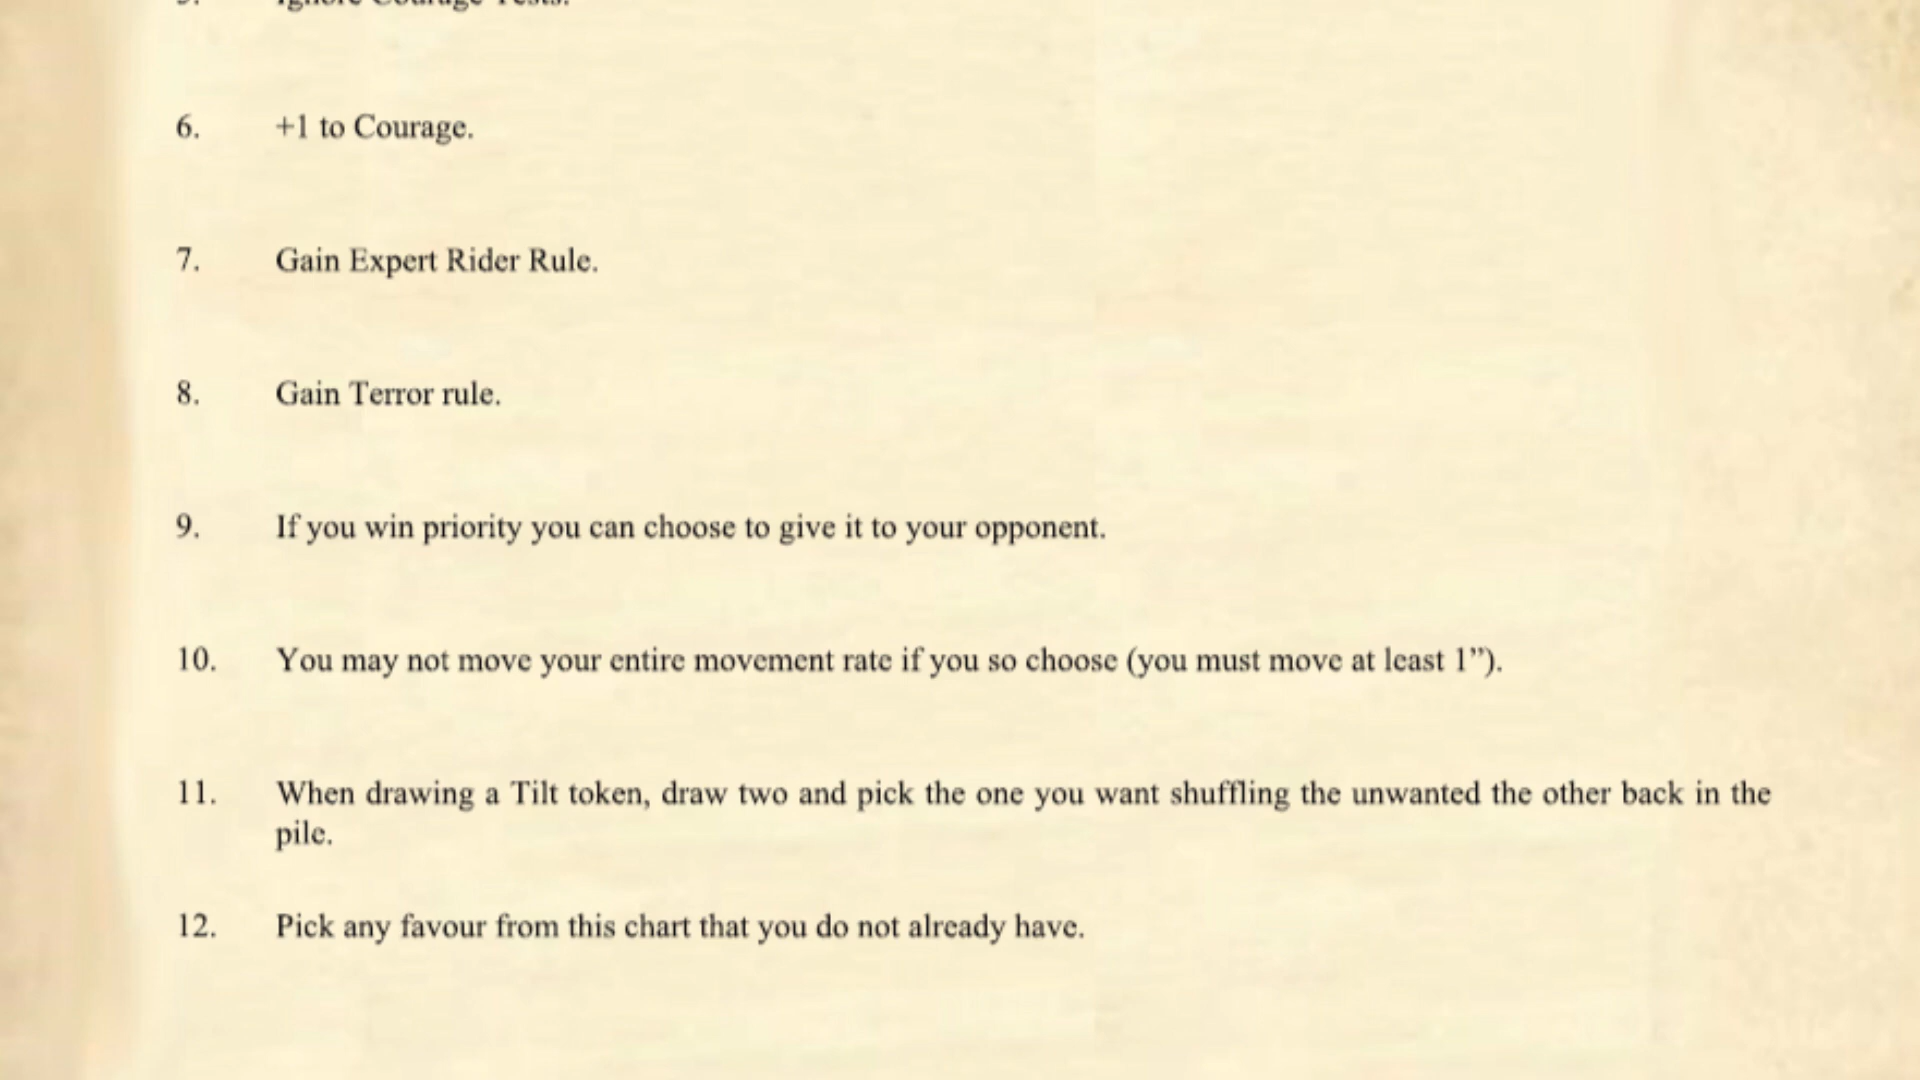 5. Ignore Courage Tests.
6. +1 to Courage.
7. Gain Expert Rider Rule.
8. Gain Terror rule.
9. If you win priority you can choose to give it to your opponent.
10. You may not move your entire movement rate if you so choose (you must move at least 1”).
11. When drawing a Tilt token, draw two and pick the one you want shuffling the unwanted the other back in the
pile.
12. Pick any favour from this chart that you do not already have.